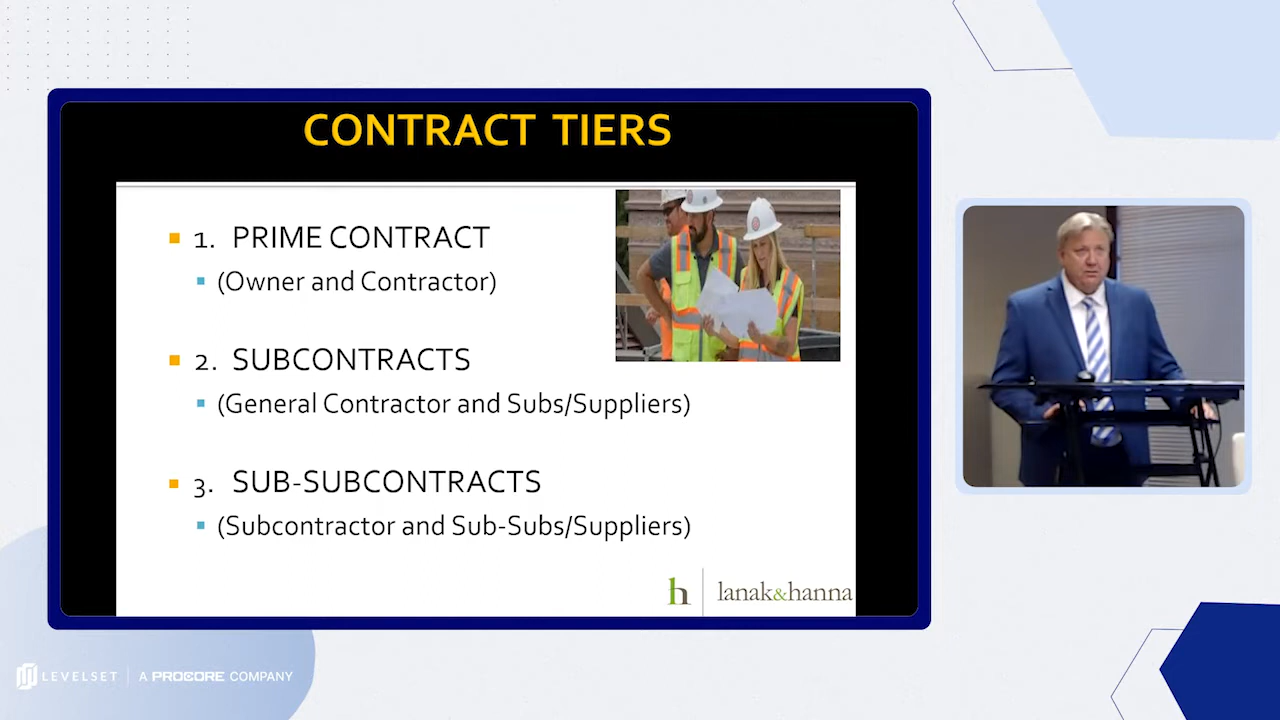 CONTRACT TIERS
1. PRIME CONTRACT
(Owner and Contractor)
2. SUBCONTRACTS
(General Contractor and Subs/Suppliers)
3. SUB-SUBCONTRACTS
(Subcontractor and Sub-Subs/Suppliers)
h lanak&hanna
LEVELSET A PROCORE COMPANY